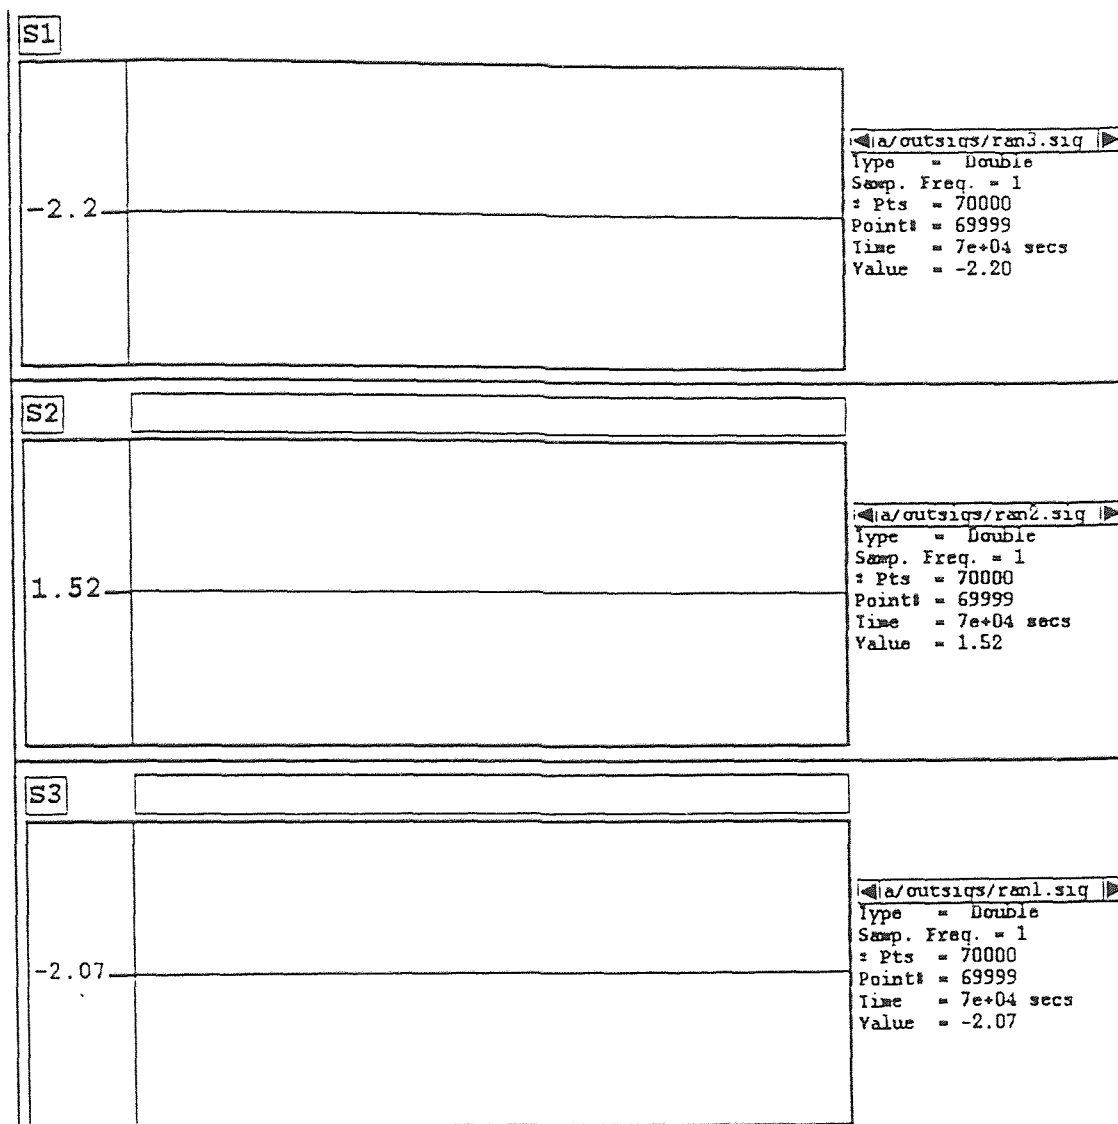 S1
-2.2
a/outsigs/ran3.sig
Type = Double
Samp. Freq. = 1
# Pts = 70000
Point# = 69999
Time = 7e+04 secs
Value = -2.20
S2
1.52
a/outsigs/ran2.sig
Type = Double
Samp. Freq. = 1
# Pts = 70000
Point# = 69999
Time = 7e+04 secs
Value = 1.52
S3
-2.07
a/outsigs/ran1.sig
Type = Double
Samp. Freq. = 1
# Pts = 70000
Point# = 69999
Time = 7e+04 secs
Value = -2.07